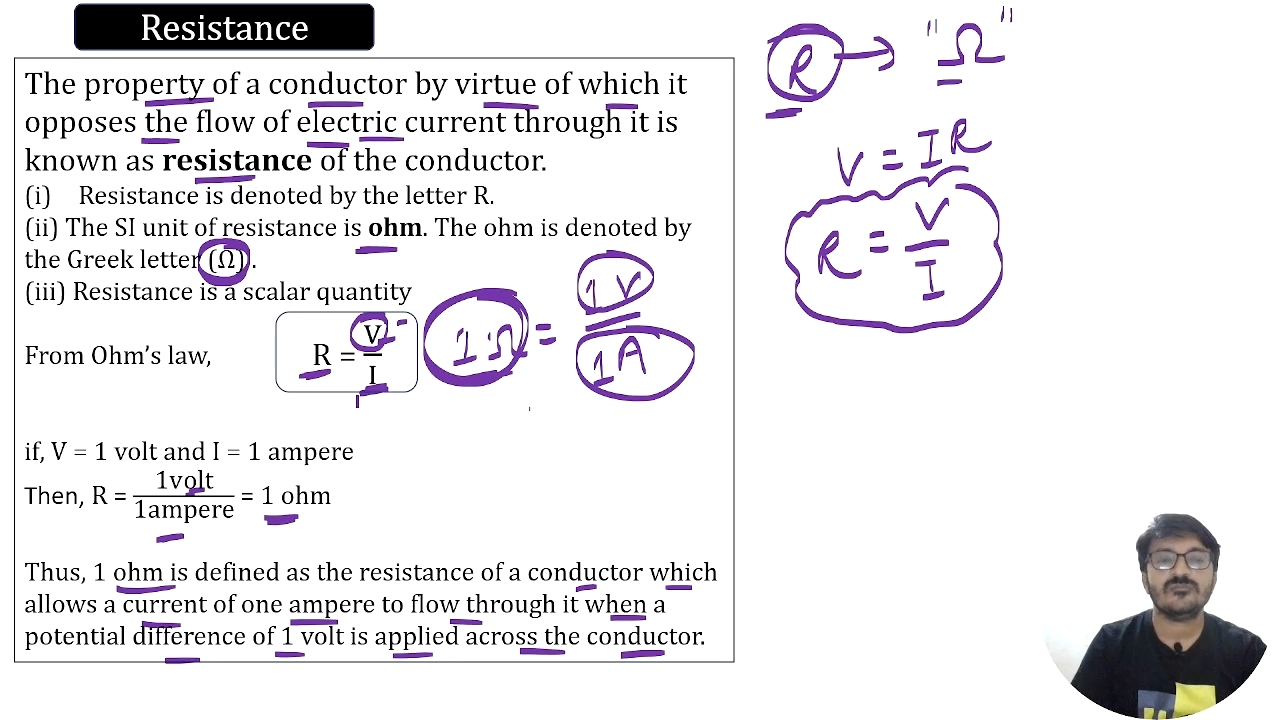 Resistance
The property of a conductor by virtue of which it
opposes the flow of electric current through it is
known as resistance of the conductor.
(i) Resistance is denoted by the letter R.
(ii) The SI unit of resistance is ohm. The ohm is denoted by
the Greek letter (Ω).
(iii) Resistance is a scalar quantity
From Ohm's law,
R = V/I
1Ω = 1V/1A
if, V = 1 volt and I = 1 ampere
Then, R = 1volt/1ampere = 1 ohm
Thus, 1 ohm is defined as the resistance of a conductor which
allows a current of one ampere to flow through it when a
potential difference of 1 volt is applied across the conductor.
R → "Ω"
V = IR
R = V/I